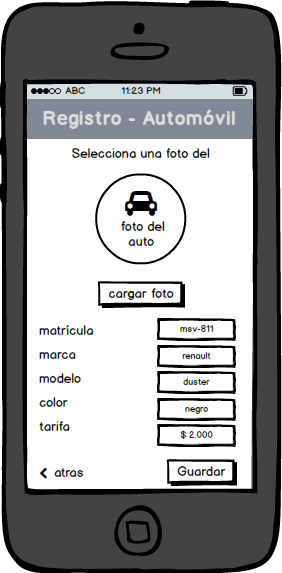 ABC 11:23 PM
Registro - Automóvil
Selecciona una foto del
foto del
auto
cargar foto
matrícula msv-811
marca renault
modelo duster
color negro
tarifa $ 2.000
atras Guardar